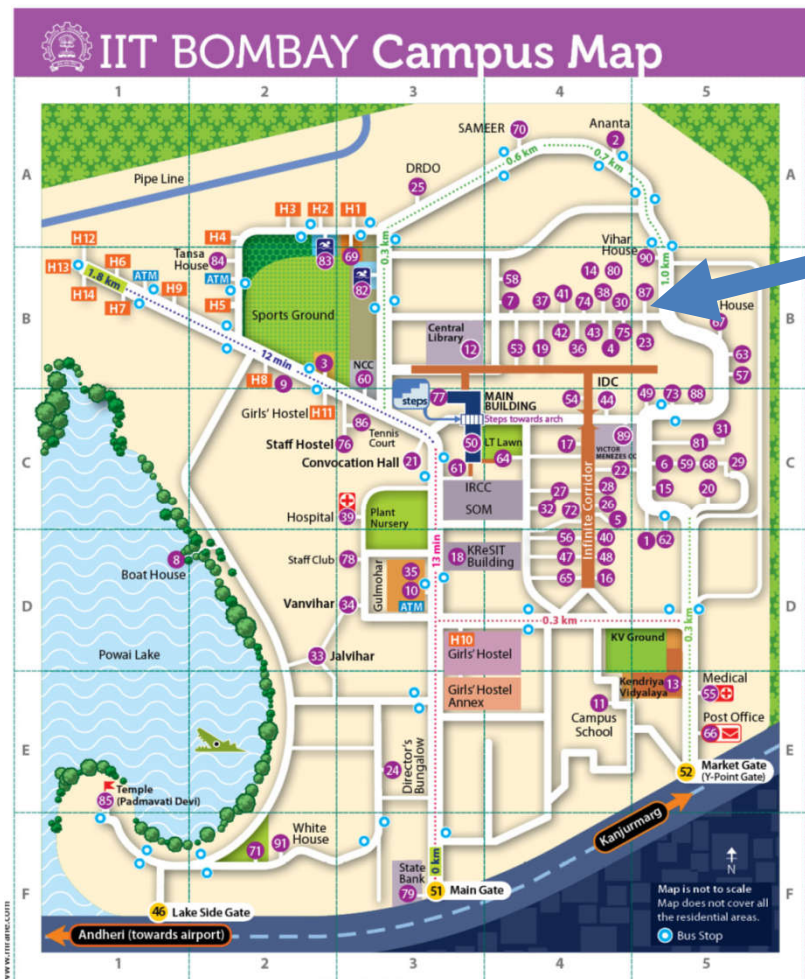 IIT BOMBAY Campus Map
1 2 3 4 5
SAMEER 70
Ananta
2
A A
0.6 km 0.7 km
DRDO
25
Pipe Line
H3 H2 H1
H4
0.3 km
Vihar
House
90
H12
Tansa
House
84 83 69
14 80
H6 ATM
H13
ATM
82
58
1.0 km
1.8 km
H9
7 37 41 74 38 30 87
House
H14
H5
67
B B
H7
Sports Ground
Central
Library
12
42 43 75
23
53 19 36 4
63
12 min
3
NCC
60
57
H8 9
IDC
steps
77
MAIN
BUILDING
54 44
49 73 88
Girls' Hostel
H11
86
Steps towards arch
31
Tennis
Court
50
LT Lawn
89
VICTOR
MENEZES CC
81
Staff Hostel 76
17
C C
Convocation Hall 21
61 64
22
6 59 68 29
IRCC
27 28
15 20
Hospital 39
Plant
Nursery
SOM
32 72 26
5
Infinite Corridor
56 40
1 62
Staff Club 78
18 KReSIT
Building
47 48
8
Boat House
35
13 min
65 16
D D
Gulmohar
10
ATM
Vanvihar 34
0.3 km
0.3 km
H10
Girls' Hostel
KV Ground
Powai Lake
33 Jalvihar
Girls' Hostel
Annex
Kendriya
Vidyalaya
13
Medical
55
11
Campus
School
Post Office
66
E E
24
Director's
Bungalow
52 Market Gate
(Y-Point Gate)
Temple
(Padmavati Devi)
85
Kanjurmarg
White
House
71 91
0 km
N
F F
State
Bank
79
51 Main Gate
Map is not to scale
Map does not cover all
the residential areas.
Bus Stop
46 Lake Side Gate
Andheri (towards airport)
1 2 3 4 5